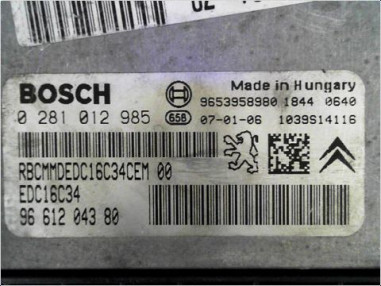 BOSCH
Made in Hungary
9653958980 1844 0640
0 281 012 985
658 07-01-06 1039S14116
RBCMMDEDC16C34CEM 00
EDC16C34
96 612 043 80